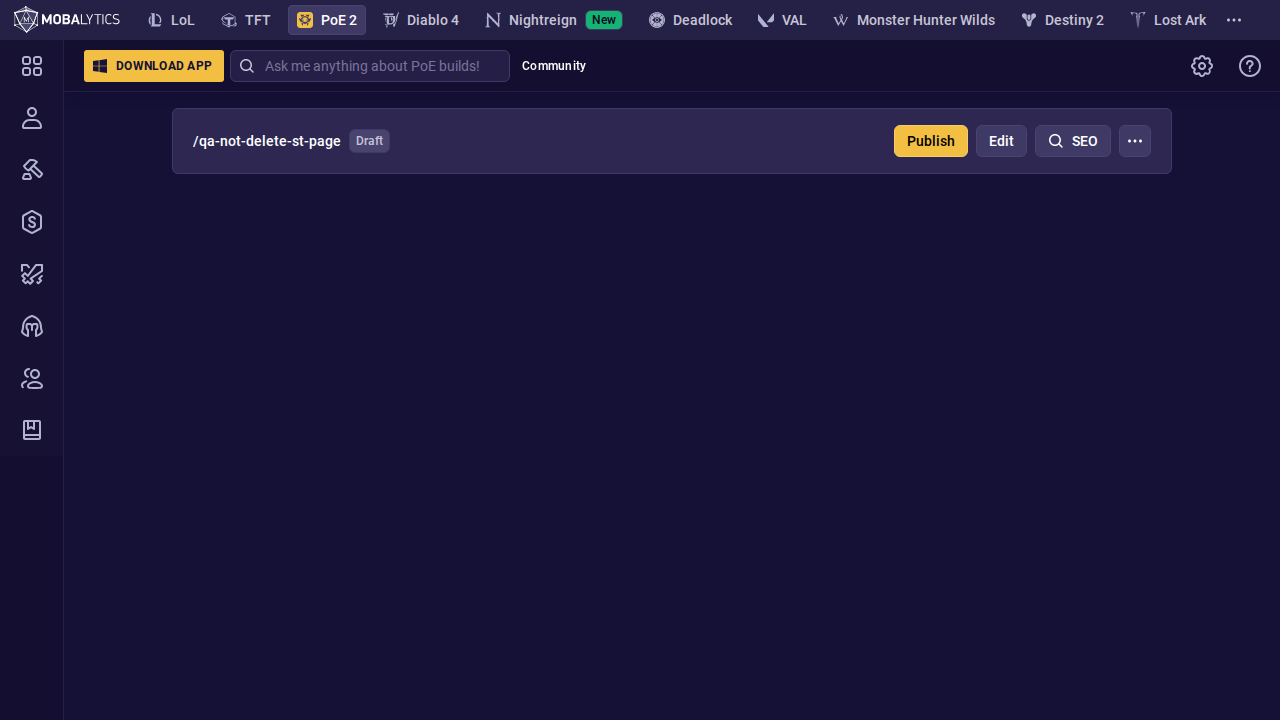 MOBALYTICS LoL TFT PoE 2 Diablo 4 Nightreign New Deadlock VAL Monster Hunter Wilds Destiny 2 Lost Ark
DOWNLOAD APP Ask me anything about PoE builds! Community
/qa-not-delete-st-page Draft Publish Edit SEO